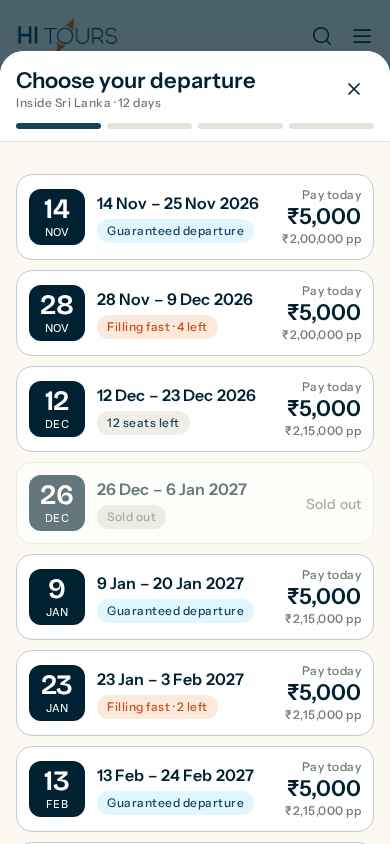 HI TOURS
Choose your departure
Inside Sri Lanka · 12 days
14 NOV
14 Nov – 25 Nov 2026
Guaranteed departure
Pay today
₹5,000
₹2,00,000 pp
28 NOV
28 Nov – 9 Dec 2026
Filling fast · 4 left
Pay today
₹5,000
₹2,00,000 pp
12 DEC
12 Dec – 23 Dec 2026
12 seats left
Pay today
₹5,000
₹2,15,000 pp
26 DEC
26 Dec – 6 Jan 2027
Sold out
Sold out
9 JAN
9 Jan – 20 Jan 2027
Guaranteed departure
Pay today
₹5,000
₹2,15,000 pp
23 JAN
23 Jan – 3 Feb 2027
Filling fast · 2 left
Pay today
₹5,000
₹2,15,000 pp
13 FEB
13 Feb – 24 Feb 2027
Guaranteed departure
Pay today
₹5,000
₹2,15,000 pp